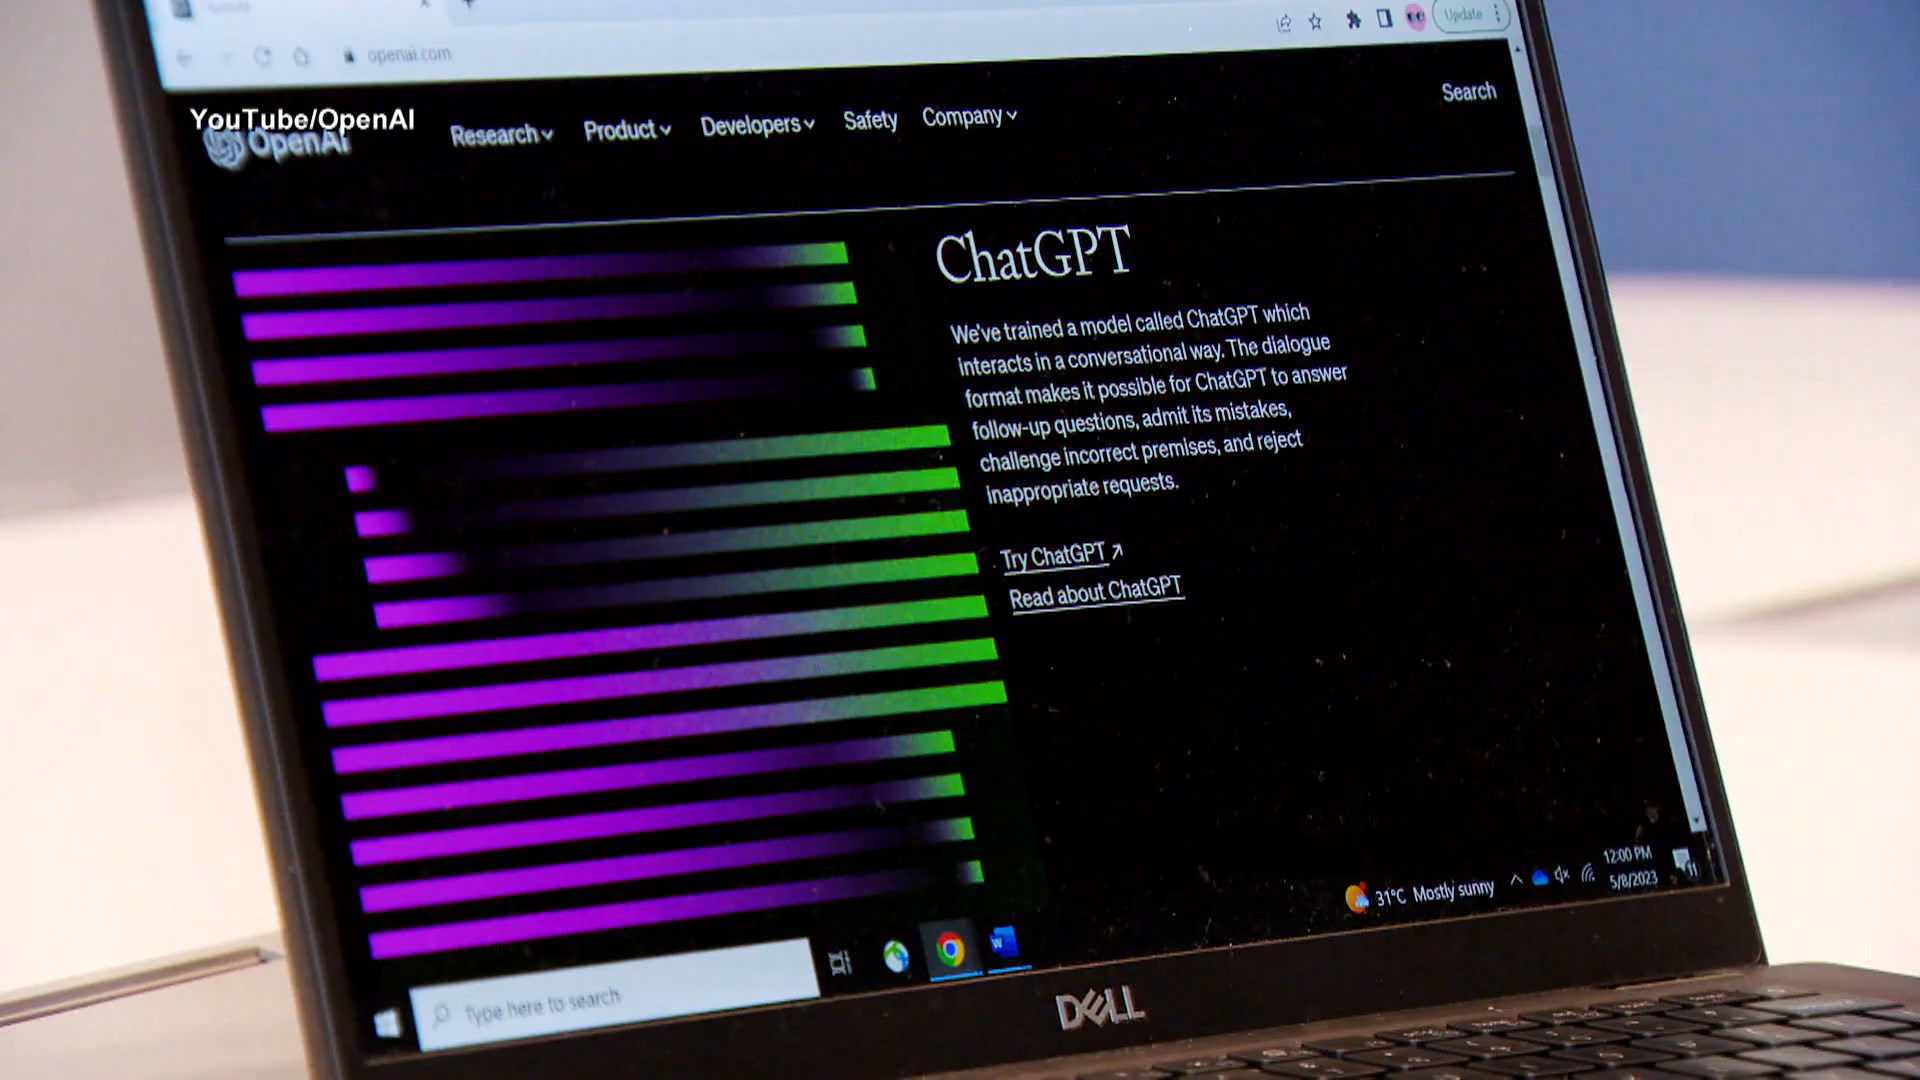 Update
openai.com
YouTube/OpenAI
OpenAI
Research
Product
Developers
Safety
Company
Search
ChatGPT
We've trained a model called ChatGPT which
interacts in a conversational way. The dialogue
format makes it possible for ChatGPT to answer
follow-up questions, admit its mistakes,
challenge incorrect premises, and reject
inappropriate requests.
Try ChatGPT ↗
Read about ChatGPT
31°C Mostly sunny
12:00 PM
5/8/2023
11
Type here to search
W
DELL